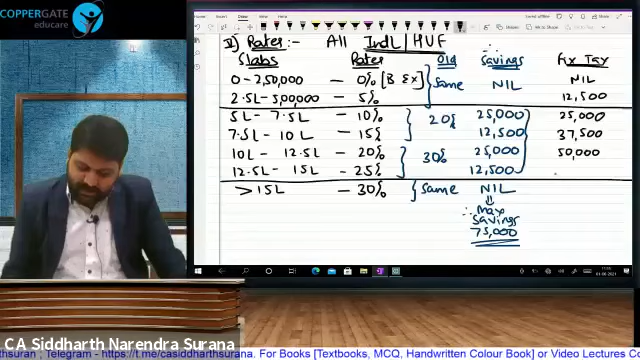 COPPERGATE
educare
II) Rates :- All Indl / HUF
Slabs Rates Old Savings Fix Tax
0 - 2,50,000 - 0% [B Ex] Same NIL NIL
2.5L - 5,00,000 - 5% 12,500
5L - 7.5L - 10% 20% 25,000 25,000
7.5L - 10L - 15% 12,500 37,500
10L - 12.5L - 20% 30% 25,000 50,000
12.5L - 15L - 25% 12,500
> 15L - 30% Same NIL
∴ Max
Savings
75,000
CA Siddharth Narendra Surana
hsuran ; Telegram - https://t.me/casiddharthsurana. For Books [Textbooks, MCQ, Handwritten Colour Book] or Video Lectures Co